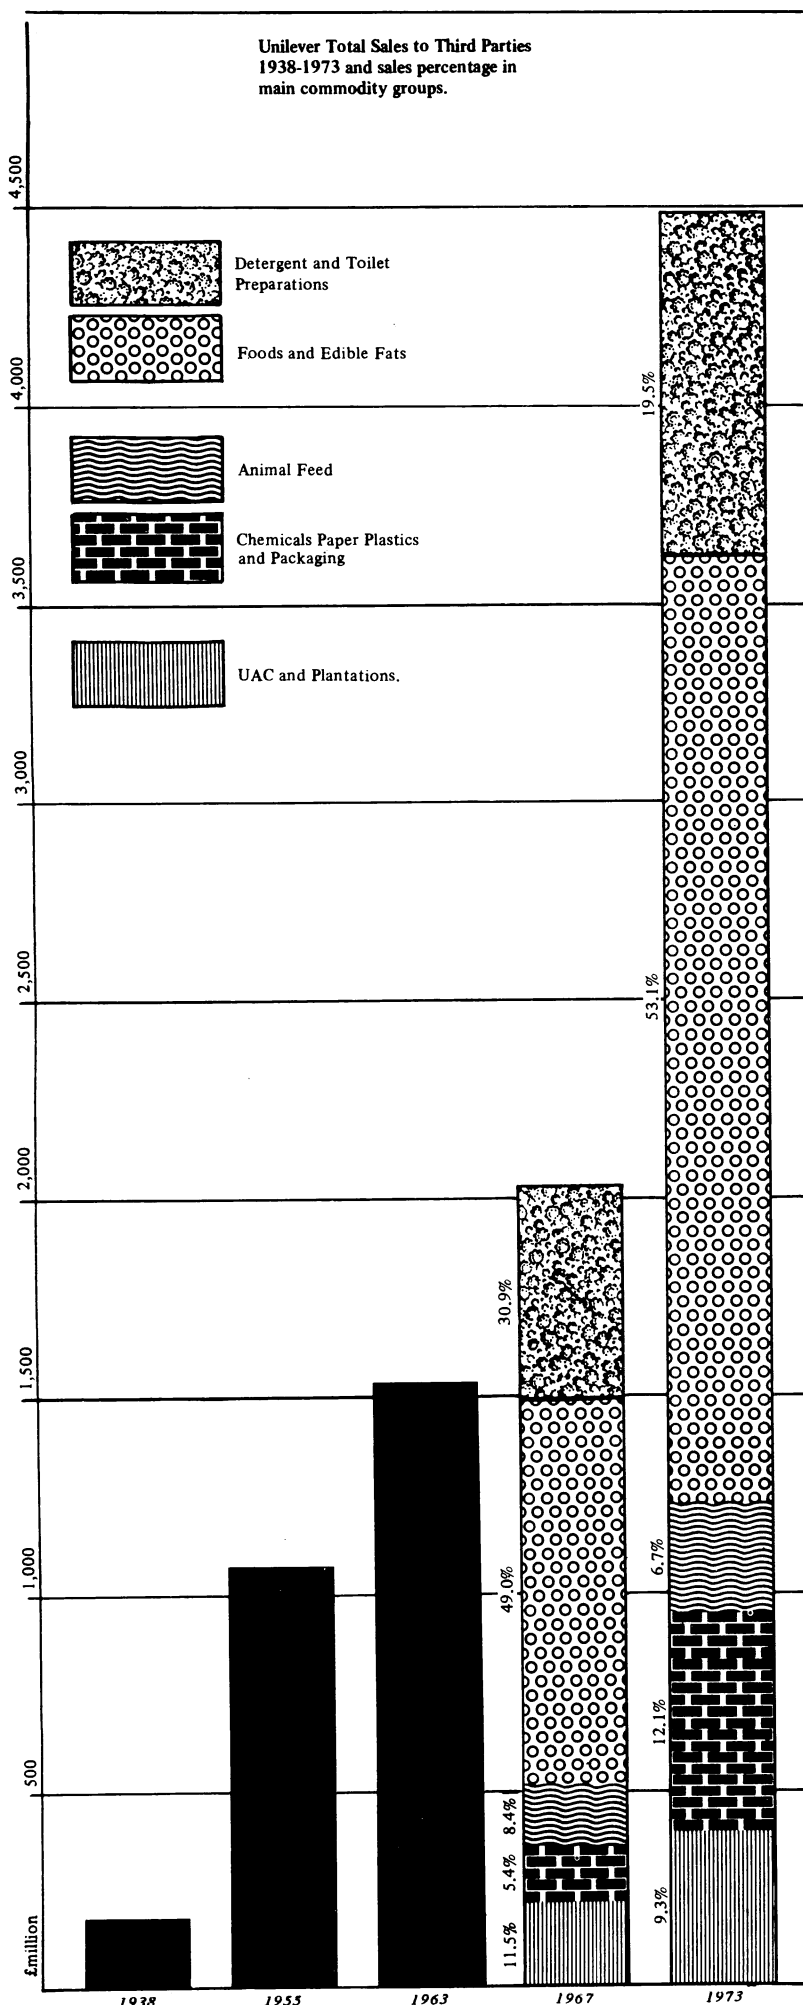 Unilever Total Sales to Third Parties
1938-1973 and sales percentage in
main commodity groups.
4,500
4,000
3,500
3,000
2,500
2,000
1,500
1,000
500
£million
Detergent and Toilet
Preparations
Foods and Edible Fats
Animal Feed
Chemicals Paper Plastics
and Packaging
UAC and Plantations.
30.9%
49.0%
8.4%
5.4%
11.5%
19.5%
53.1%
6.7%
12.1%
9.3%
1938
1955
1963
1967
1973